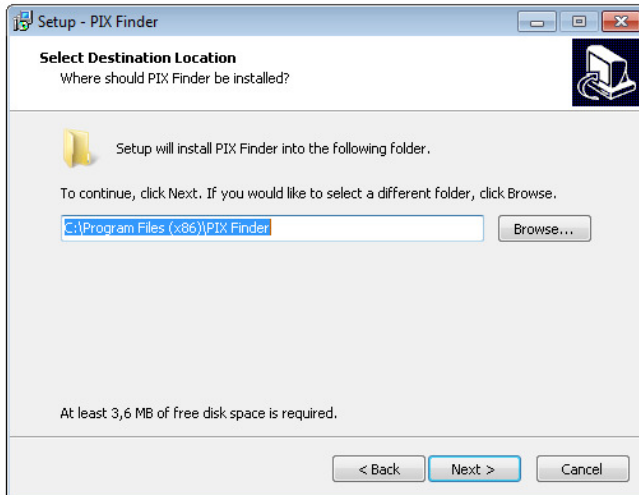 Setup - PIX Finder
Select Destination Location
Where should PIX Finder be installed?
Setup will install PIX Finder into the following folder.
To continue, click Next. If you would like to select a different folder, click Browse.
C:\Program Files (x86)\PIX Finder
Browse...
At least 3,6 MB of free disk space is required.
< Back
Next >
Cancel